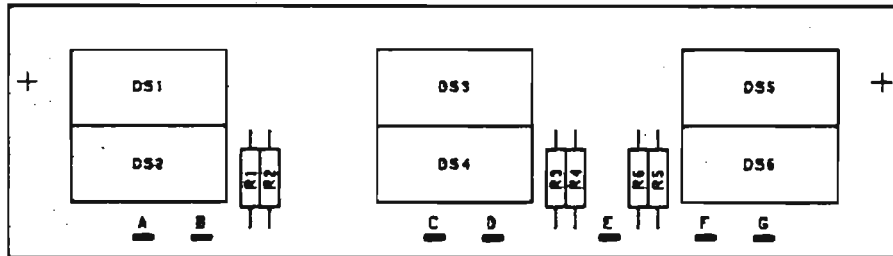 DS1 DS3 DS5
DS2 DS4 DS6
R1 R2 R3 R4 R6 R5
A B C D E F G